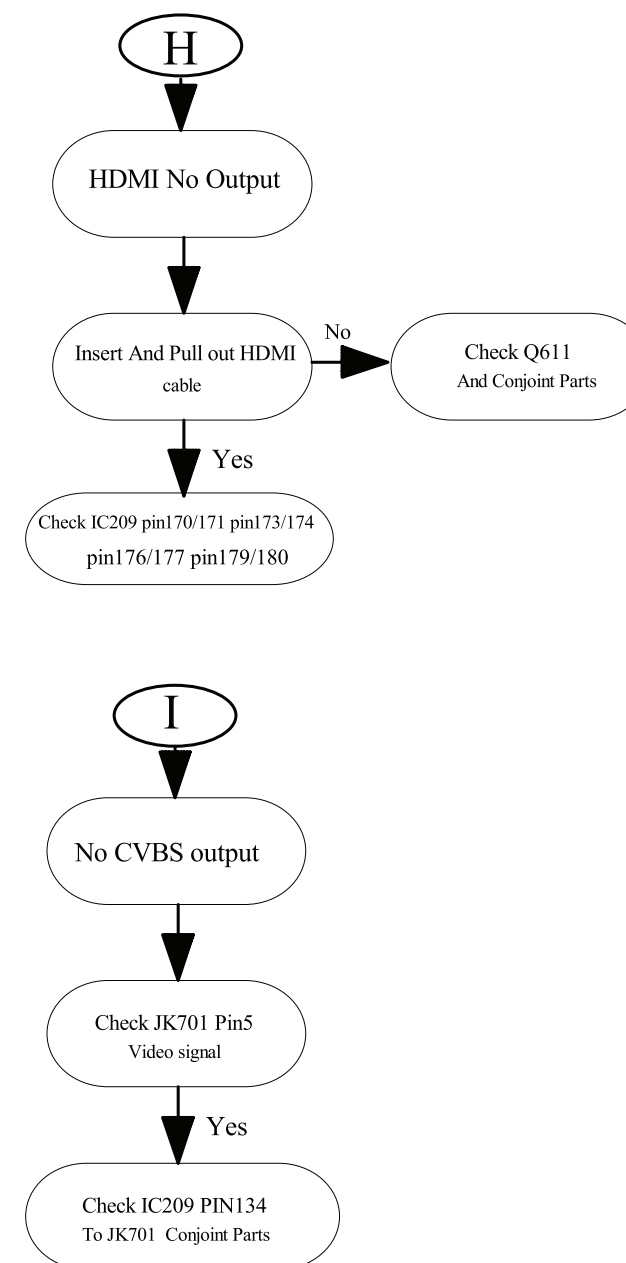 H
HDMI No Output
Insert And Pull out HDMI
cable
No
Check Q611
And Conjoint Parts
Yes
Check IC209 pin170/171 pin173/174
pin176/177 pin179/180
I
No CVBS output
Check JK701 Pin5
Video signal
Yes
Check IC209 PIN134
To JK701 Conjoint Parts